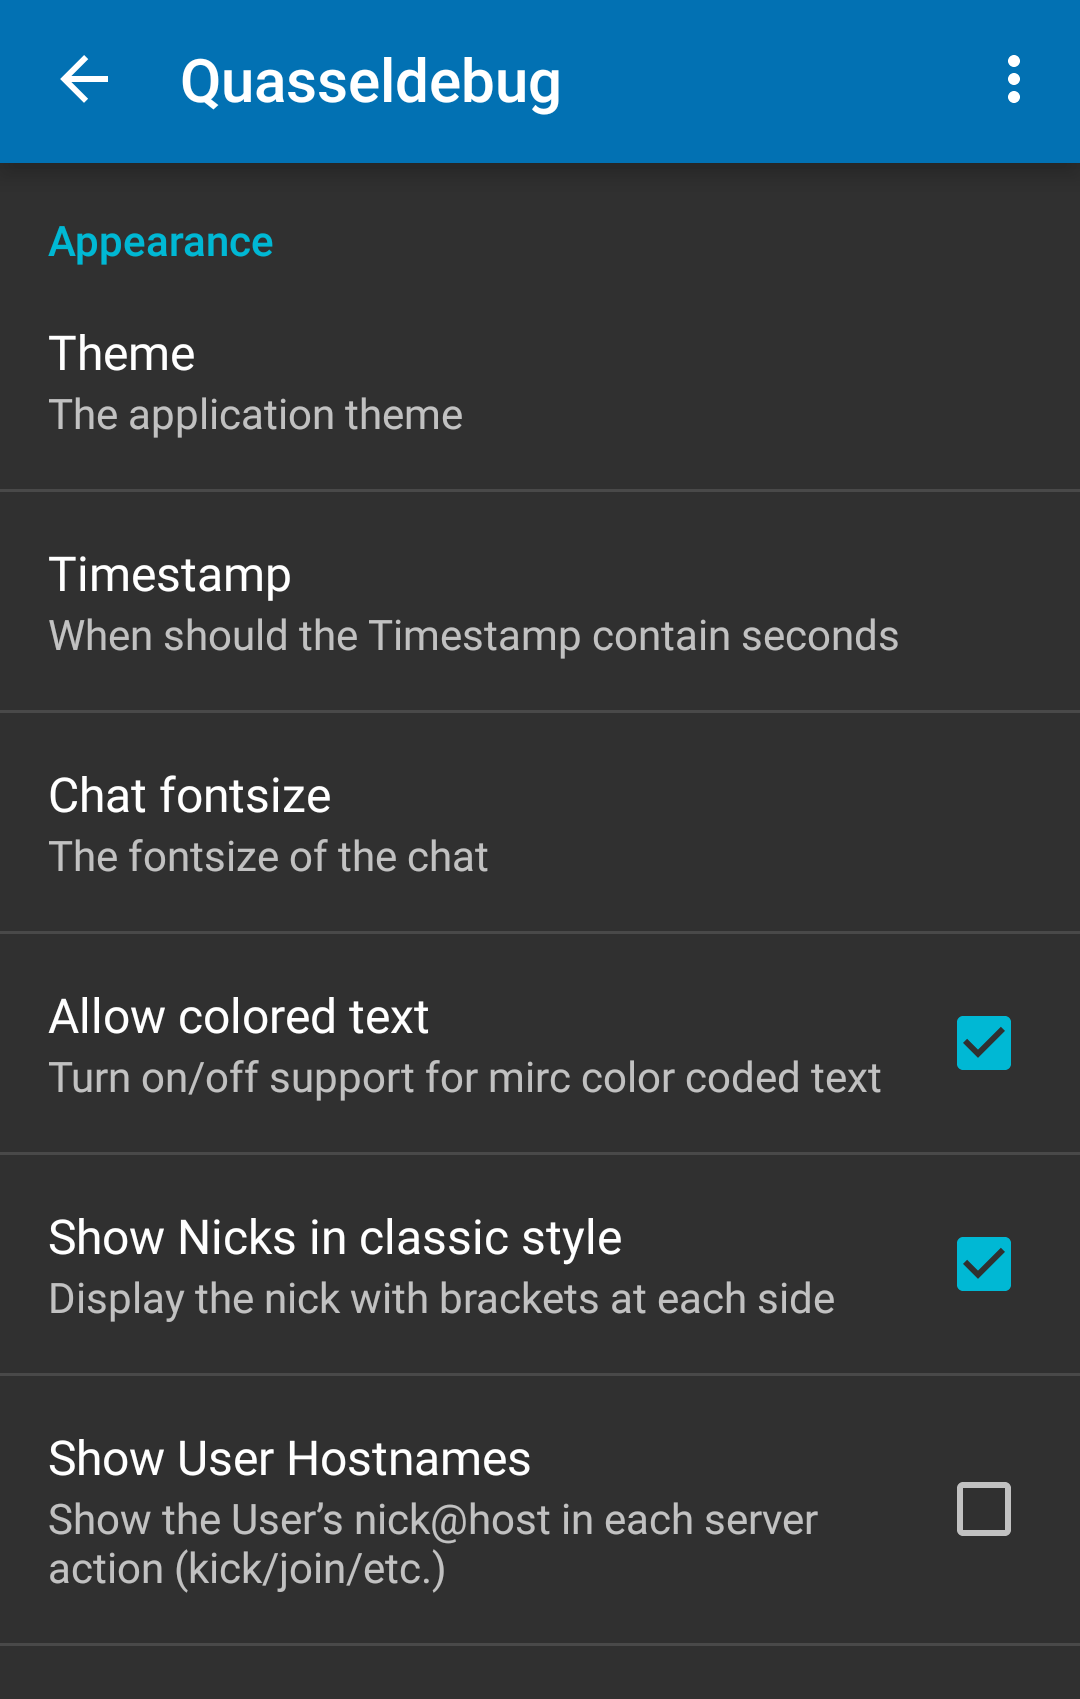 Quasseldebug
Appearance
Theme
The application theme
Timestamp
When should the Timestamp contain seconds
Chat fontsize
The fontsize of the chat
Allow colored text
Turn on/off support for mirc color coded text
Show Nicks in classic style
Display the nick with brackets at each side
Show User Hostnames
Show the User’s nick@host in each server
action (kick/join/etc.)